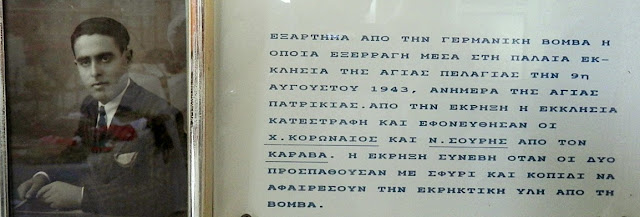 ΕΞΑΡΤΗΜΑ ΑΠΟ ΤΗΝ ΓΕΡΜΑΝΙΚΗ ΒΟΜΒΑ Η
ΟΠΟΙΑ ΕΞΕΡΡΑΓΗ ΜΕΣΑ ΣΤΗ ΠΑΛΑΙΑ ΕΚ-
ΚΛΗΣΙΑ ΤΗΣ ΑΓΙΑΣ ΠΕΛΑΓΙΑΣ ΤΗΝ 9η
ΑΥΓΟΥΣΤΟΥ 1943, ΑΝΗΜΕΡΑ ΤΗΣ ΑΓΙΑΣ
ΠΑΤΡΙΚΙΑΣ.ΑΠΟ ΤΗΝ ΕΚΡΗΞΗ Η ΕΚΚΛΗΣΙΑ
ΚΑΤΕΣΤΡΑΦΗ ΚΑΙ ΕΦΟΝΕΥΘΗΣΑΝ ΟΙ
Χ.ΚΟΡΩΝΑΙΟΣ ΚΑΙ Ν.ΣΟΥΡΗΣ ΑΠΟ ΤΟΝ
ΚΑΡΑΒΑ. Η ΕΚΡΗΞΗ ΣΥΝΕΒΗ ΟΤΑΝ ΟΙ ΔΥΟ
ΠΡΟΣΠΑΘΟΥΣΑΝ ΜΕ ΣΦΥΡΙ ΚΑΙ ΚΟΠΙΔΙ ΝΑ
ΑΦΑΙΡΕΣΟΥΝ ΤΗΝ ΕΚΡΗΚΤΙΚΗ ΥΛΗ ΑΠΟ ΤΗ
ΒΟΜΒΑ.